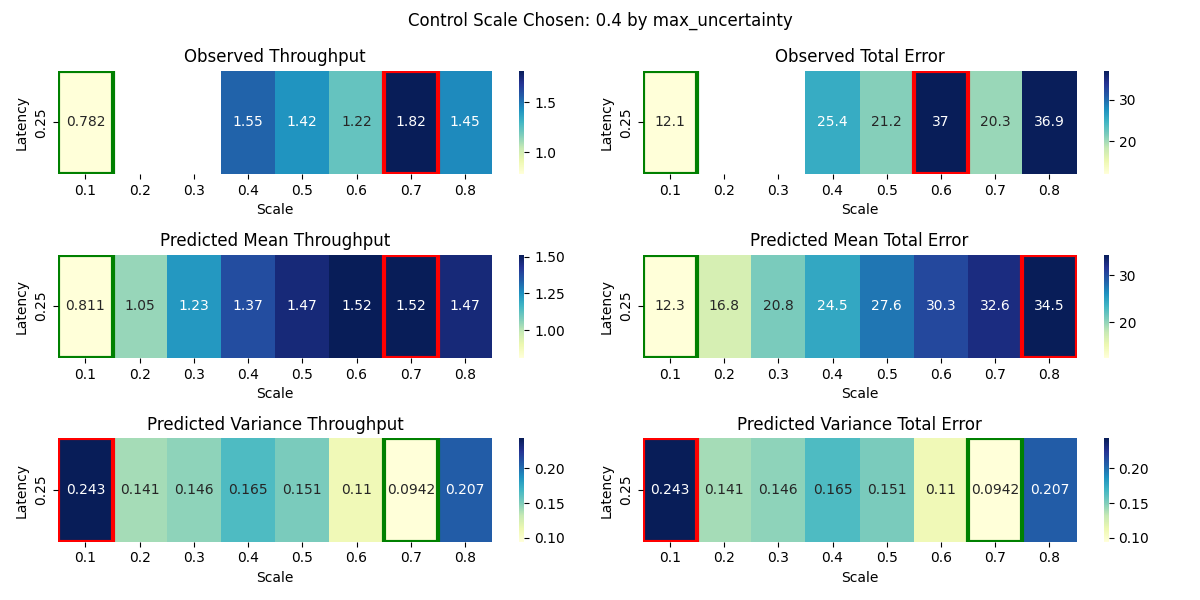 Control Scale Chosen: 0.4 by max_uncertainty
Observed Throughput
Latency
0.25
0.782 1.55 1.42 1.22 1.82 1.45
0.1 0.2 0.3 0.4 0.5 0.6 0.7 0.8
Scale
1.5
1.0
Observed Total Error
Latency
0.25
12.1 25.4 21.2 37 20.3 36.9
0.1 0.2 0.3 0.4 0.5 0.6 0.7 0.8
Scale
30
20
Predicted Mean Throughput
Latency
0.25
0.811 1.05 1.23 1.37 1.47 1.52 1.52 1.47
0.1 0.2 0.3 0.4 0.5 0.6 0.7 0.8
Scale
1.50
1.25
1.00
Predicted Mean Total Error
Latency
0.25
12.3 16.8 20.8 24.5 27.6 30.3 32.6 34.5
0.1 0.2 0.3 0.4 0.5 0.6 0.7 0.8
Scale
30
20
Predicted Variance Throughput
Latency
0.25
0.243 0.141 0.146 0.165 0.151 0.11 0.0942 0.207
0.1 0.2 0.3 0.4 0.5 0.6 0.7 0.8
Scale
0.20
0.15
0.10
Predicted Variance Total Error
Latency
0.25
0.243 0.141 0.146 0.165 0.151 0.11 0.0942 0.207
0.1 0.2 0.3 0.4 0.5 0.6 0.7 0.8
Scale
0.20
0.15
0.10